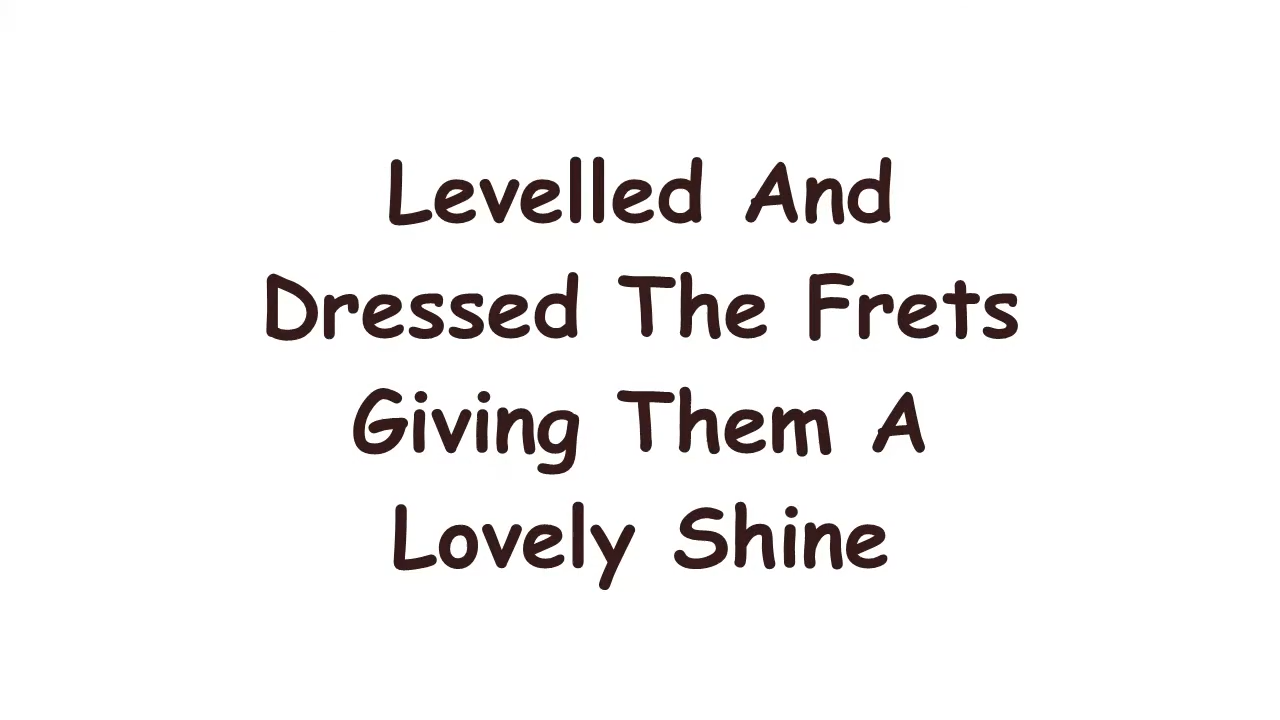 Levelled And
Dressed The Frets
Giving Them A
Lovely Shine